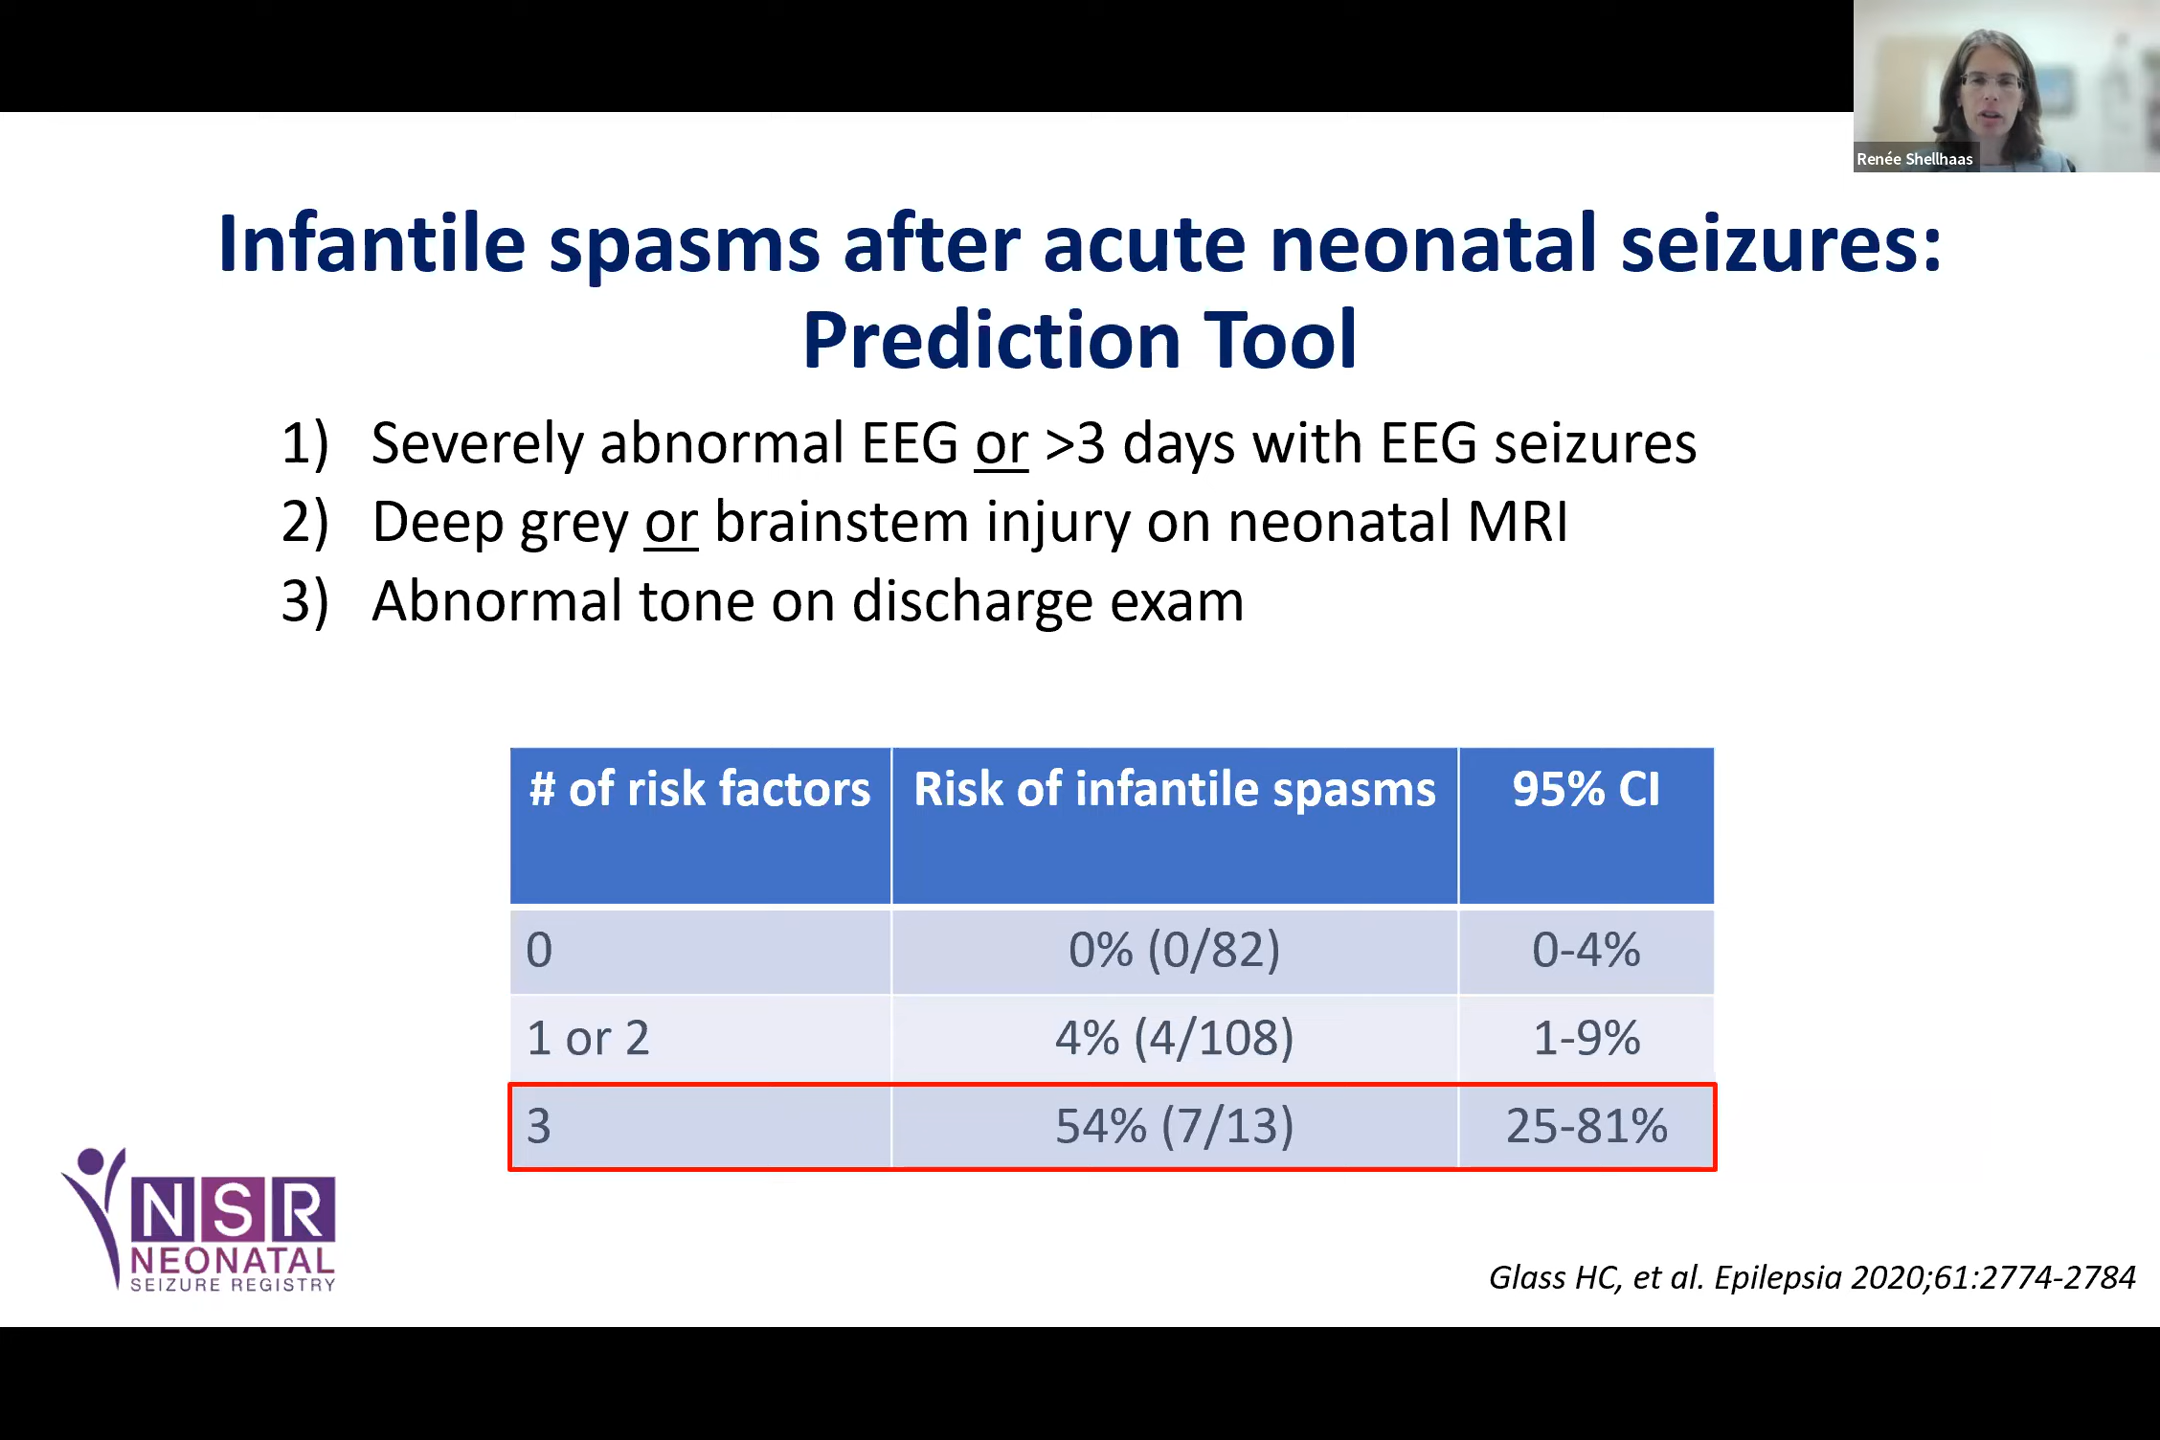 Renée Shellhaas
Infantile spasms after acute neonatal seizures:
Prediction Tool
1) Severely abnormal EEG or >3 days with EEG seizures
2) Deep grey or brainstem injury on neonatal MRI
3) Abnormal tone on discharge exam
# of risk factors Risk of infantile spasms 95% CI
0 0% (0/82) 0-4%
1 or 2 4% (4/108) 1-9%
3 54% (7/13) 25-81%
NSR
NEONATAL
SEIZURE REGISTRY
Glass HC, et al. Epilepsia 2020;61:2774-2784